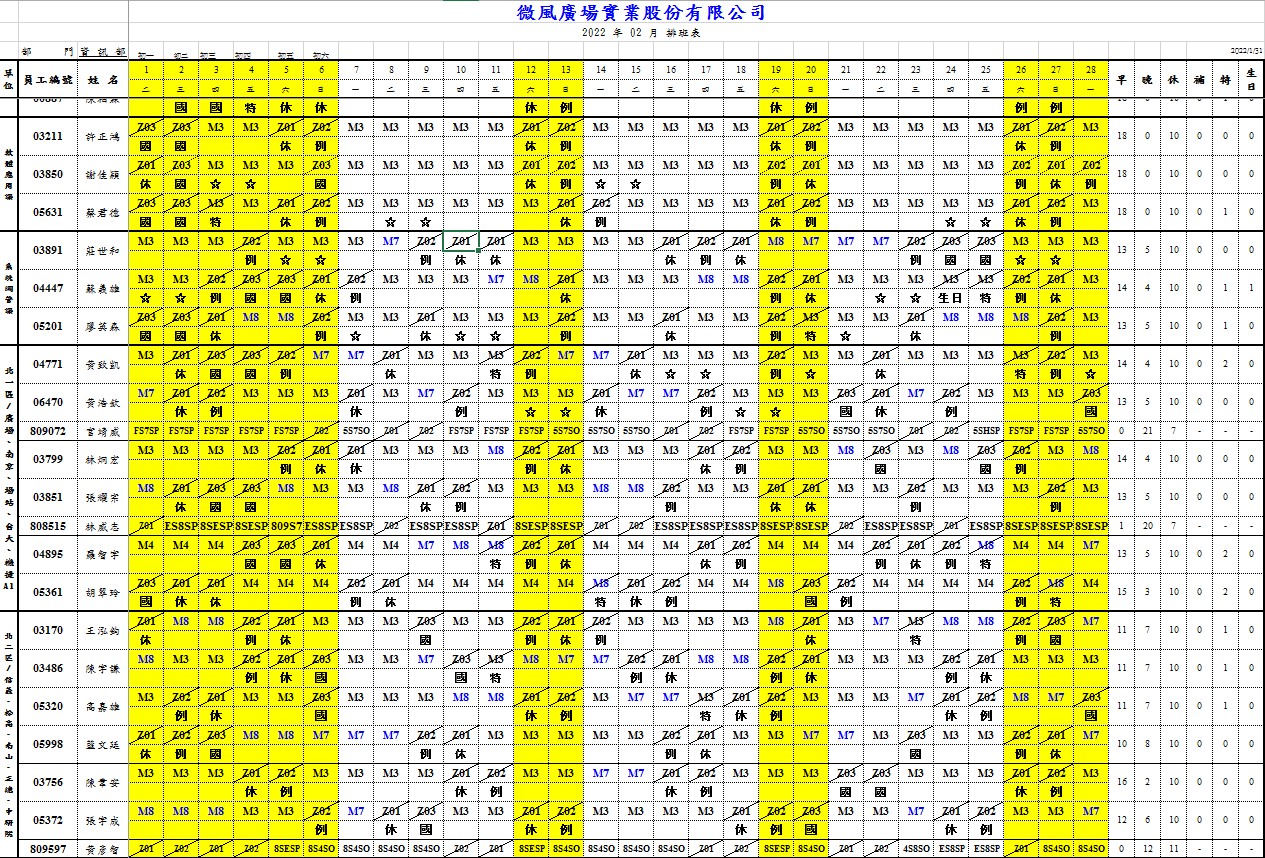 微風廣場實業股份有限公司
2022 年 02 月 排班表
部 門 資 訊 部 初一 初二 初三 初四 初五 初六 2022/1/31
單位 員工編號 姓 名 1 2 3 4 5 6 7 8 9 10 11 12 13 14 15 16 17 18 19 20 21 22 23 24 25 26 27 28 早 晚 休 補 特 生日
二 三 四 五 六 日 一 二 三 四 五 六 日 一 二 三 四 五 六 日 一 二 三 四 五 六 日 一
國 國 特 休 休 休 例 休 例 例 例
軟體應用課
03211 許正鴻 Z03 Z03 M3 M3 Z01 Z02 M3 M3 M3 M3 M3 Z01 Z02 M3 M3 M3 M3 M3 Z01 Z02 M3 M3 M3 M3 M3 Z01 Z02 M3 18 0 10 0 0 0
國 國 休 例 休 例 休 例 休 例
03850 謝佳穎 Z01 Z03 M3 M3 M3 Z03 M3 M3 M3 M3 M3 Z01 Z02 M3 M3 M3 M3 M3 Z02 Z01 M3 M3 M3 M3 M3 Z02 Z01 Z02 18 0 10 0 0 0
休 國 ☆ ☆ 國 休 例 ☆ ☆ 例 休 例 休 例
05631 蔡君德 Z03 Z03 M3 M3 Z01 Z02 M3 M3 M3 M3 M3 M3 Z01 Z02 M3 M3 M3 M3 Z01 Z02 M3 M3 M3 M3 M3 Z01 Z02 M3 18 0 10 0 1 0
國 國 特 休 例 ☆ ☆ 休 例 休 例 ☆ ☆ 休 例
系統網管課
03891 莊世和 M3 M3 M3 Z02 M3 M3 M3 M7 Z02 Z01 Z01 M3 M3 M3 M3 Z01 Z02 Z01 M8 M7 M7 M7 Z02 Z03 Z03 M3 M3 M3 13 5 10 0 0 0
例 ☆ ☆ 例 休 休 休 例 休 例 國 國 ☆ ☆
04447 蘇義雄 M3 M3 Z02 Z03 Z03 Z01 Z02 M3 M3 M3 M7 M8 Z01 M3 M3 M3 M8 M8 Z02 Z01 M3 M3 M3 M3 M3 Z02 Z01 M3 14 4 10 0 1 1
☆ ☆ 例 國 國 休 例 休 例 休 ☆ ☆ 生日 特 例 休
05201 廖英森 Z03 Z03 Z01 M8 M8 Z02 M3 M3 Z01 M3 M3 M3 Z02 M3 M3 Z01 M3 M3 Z02 M3 M3 M3 Z01 M8 M8 M8 Z02 M3 13 5 10 0 1 0
國 國 休 例 ☆ 休 ☆ ☆ 例 休 例 特 ☆ 休 例
北一區/廣場、南京、場站、台大、機捷A1
04771 黃致凱 M3 Z01 Z03 Z03 Z02 M7 M7 Z01 M3 M3 M3 Z02 M7 M7 Z01 M3 M3 M3 Z02 M3 M3 Z01 M3 M3 M3 M3 Z02 M3 14 4 10 0 2 0
休 國 國 例 休 特 例 休 ☆ ☆ 例 ☆ 休 特 例 ☆
06470 黃浩欽 M7 Z01 Z02 M3 M3 M3 Z01 M3 M7 Z02 M3 M3 M3 Z01 M7 M7 Z02 M3 M3 M3 Z03 Z01 M7 Z02 M3 M3 M3 Z03 13 5 10 0 0 0
休 例 休 例 ☆ ☆ 休 例 ☆ ☆ 國 休 例 國
809072 官靖威 FS7SP FS7SP FS7SP FS7SP FS7SP Z02 5S7SO Z01 Z02 FS7SP FS7SP FS7SP 5S7SO 5S7SO 5S7SO Z01 Z02 FS7SP FS7SP 5S7SO 5S7SO 5S7SO Z01 Z02 5SHSP FS7SP FS7SP 5S7SO 0 21 7 - - -
03799 林炳宏 M3 M3 M3 M3 Z02 Z01 Z01 M3 M3 M3 M8 Z02 Z01 M3 M3 M3 Z01 Z02 M3 M3 M8 Z03 M3 M8 Z03 Z02 M3 M3 14 4 10 0 0 0
例 休 休 例 休 休 例 國 國 例
03851 張耀宗 M8 Z01 Z03 Z03 M8 M3 M3 M8 Z01 Z02 M3 M3 M3 M8 M8 Z02 M3 M3 Z01 Z01 M3 M3 Z02 M3 M3 M3 Z02 M3 13 5 10 0 0 0
休 國 國 休 例 例 休 休 例 例
808515 林威志 Z01 ES8SP 8SESP 8SESP 809S7 ES8SP ES8SP Z02 ES8SP ES8SP Z01 8SESP 8SESP Z01 Z02 ES8SP ES8SP ES8SP 8SESP 8SESP Z02 ES8SP ES8SP Z01 ES8SP 8SESP 8SESP 8SESP 1 20 7 - - -
04895 羅智宇 M4 M4 M4 Z03 Z03 Z01 M4 M4 M7 M8 M8 Z02 Z01 M4 M4 M4 Z01 Z02 M4 M4 M4 Z02 Z01 Z02 M8 M4 M4 M7 13 5 10 0 2 0
國 國 休 特 例 休 休 例 例 休 例 特
05361 胡翠玲 Z03 Z01 Z01 M4 M4 M4 Z02 Z01 M4 M4 M4 M4 M4 M8 Z01 Z02 M4 M4 M8 Z03 Z02 M4 M4 M4 M4 Z02 M8 M4 15 3 10 0 2 0
國 休 休 例 休 特 休 例 國 例 例 特
03170 王泓鈞 Z01 M8 M8 Z02 Z01 M3 M3 M3 Z03 M3 M3 Z02 Z01 Z02 M3 M3 M3 M3 M8 Z01 M3 M7 M3 M8 M8 Z02 Z03 M3 11 7 10 0 1 0
休 例 休 國 例 休 例 休 特 例 國
03486 陳宇謙 M8 M3 M3 Z02 Z01 Z03 M3 M3 M7 Z03 M3 M8 M7 M7 Z02 Z01 M8 M8 Z02 Z01 M3 M3 M3 Z02 Z01 M3 M3 M3 11 7 10 0 1 0
例 休 國 國 特 休 例 例 休 例 休
05320 高嘉雄 M3 Z02 Z01 M3 M3 Z03 M3 M3 M3 M8 M8 Z01 Z02 M3 M7 M7 M3 Z01 Z02 M3 M3 M3 M7 Z01 Z02 M8 M7 Z03 11 7 10 0 1 0
例 休 國 休 例 特 休 例 休 例 國
05998 藍文廷 Z01 Z02 Z03 M8 M8 M7 M7 M7 Z02 Z01 M3 M3 M3 M3 M3 Z02 Z01 M3 M3 M3 M7 M7 Z03 M3 M3 Z02 Z01 M7 10 8 10 0 0 0
休 例 國 例 休 例 休 國 例 休
03756 陳韋安 M3 M3 M3 Z01 Z02 M3 M3 M3 M3 Z01 Z02 M3 M3 M7 M7 Z01 Z02 M3 M3 M3 Z03 Z03 M3 M3 M3 Z01 Z02 M3 16 2 10 0 0 0
休 例 休 例 休 例 國 國 休 例
05372 張宇成 M8 M8 M8 M3 M3 Z02 M7 Z01 Z03 M3 M3 Z01 Z02 M3 M3 M3 M3 Z01 Z02 Z03 M3 M3 M7 Z01 Z02 M3 M3 M7 12 6 10 0 0 0
例 休 國 休 例 休 例 國 休 例
809597 黃彥智 Z01 Z02 Z01 Z02 8SESP 8S4SO 8S4SO 8S4SO 8S4SO Z02 Z01 8SESP 8S4SO 8S4SO 8S4SO Z02 Z01 8S4SO 8SESP 8S4SO Z01 Z02 4S8SO ES8SP ES8SP Z01 8S4SO 8S4SO 0 12 11 - - -